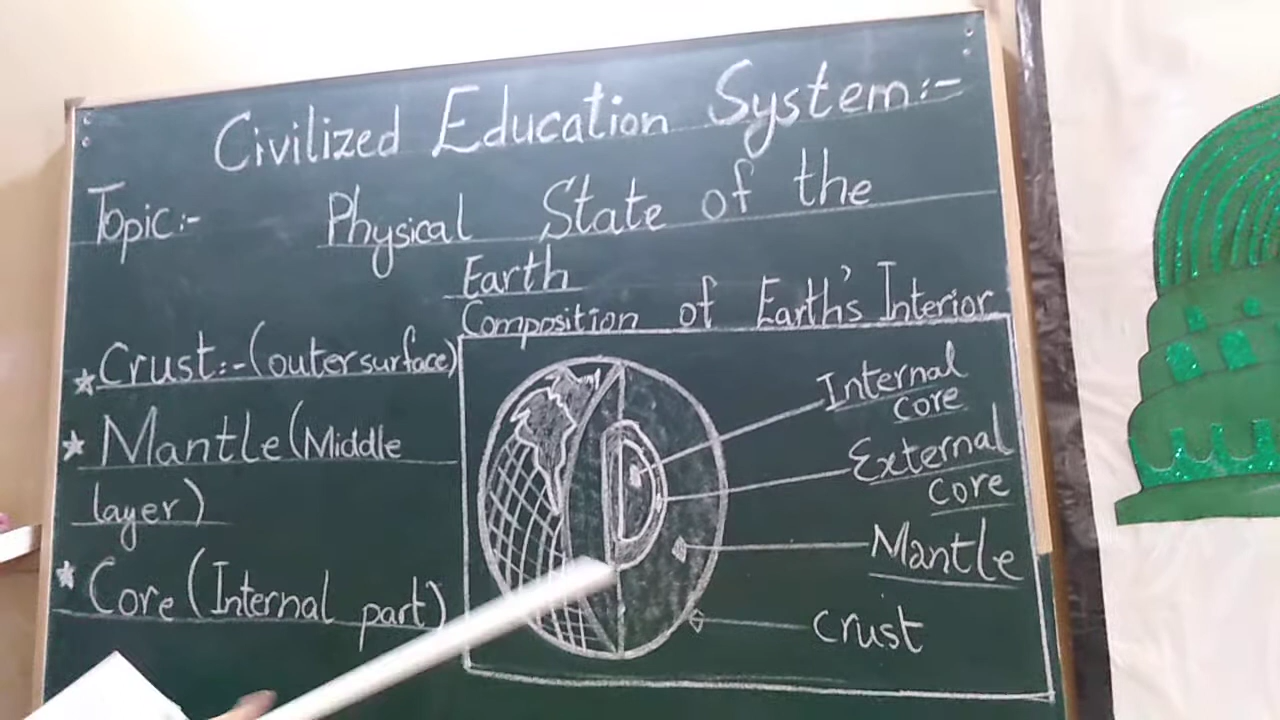 Civilized Education System:-
Topic:- Physical State of the
Earth
Composition of Earth's Interior
Crust:-(outer surface)
Mantle(Middle
layer)
Core(Internal part)
Internal
core
External
core
Mantle
crust